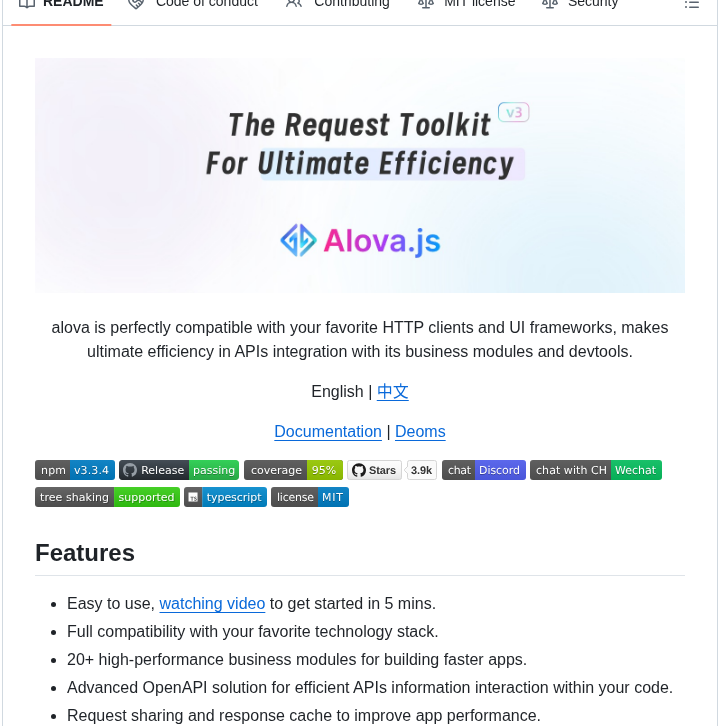 README Code of conduct Contributing MIT license Security
The Request Toolkit v3
For Ultimate Efficiency
Alova.js
alova is perfectly compatible with your favorite HTTP clients and UI frameworks, makes
ultimate efficiency in APIs integration with its business modules and devtools.
English | 中文
Documentation | Deoms
npm v3.3.4 Release passing coverage 95% Stars 3.9k chat Discord chat with CH Wechat
tree shaking supported TS typescript license MIT
Features
• Easy to use, watching video to get started in 5 mins.
• Full compatibility with your favorite technology stack.
• 20+ high-performance business modules for building faster apps.
• Advanced OpenAPI solution for efficient APIs information interaction within your code.
• Request sharing and response cache to improve app performance.